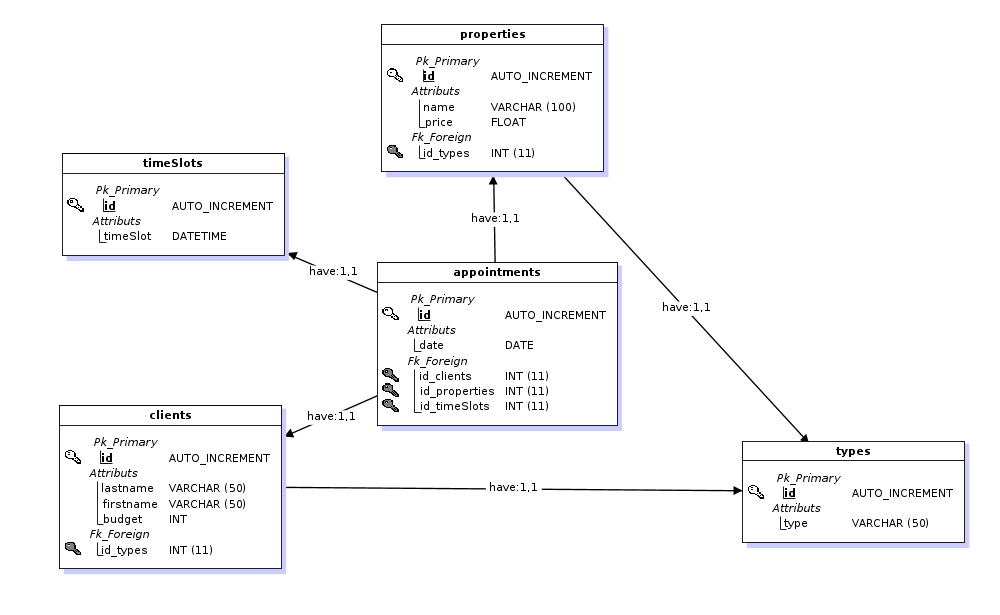 properties
Pk_Primary
id AUTO_INCREMENT
Attributs
name VARCHAR (100)
price FLOAT
Fk_Foreign
id_types INT (11)
timeSlots
Pk_Primary
id AUTO_INCREMENT
Attributs
timeSlot DATETIME
have:1,1
have:1,1
appointments
Pk_Primary
id AUTO_INCREMENT
Attributs
date DATE
Fk_Foreign
id_clients INT (11)
id_properties INT (11)
id_timeSlots INT (11)
have:1,1
have:1,1
clients
Pk_Primary
id AUTO_INCREMENT
Attributs
lastname VARCHAR (50)
firstname VARCHAR (50)
budget INT
Fk_Foreign
id_types INT (11)
have:1,1
types
Pk_Primary
id AUTO_INCREMENT
Attributs
type VARCHAR (50)